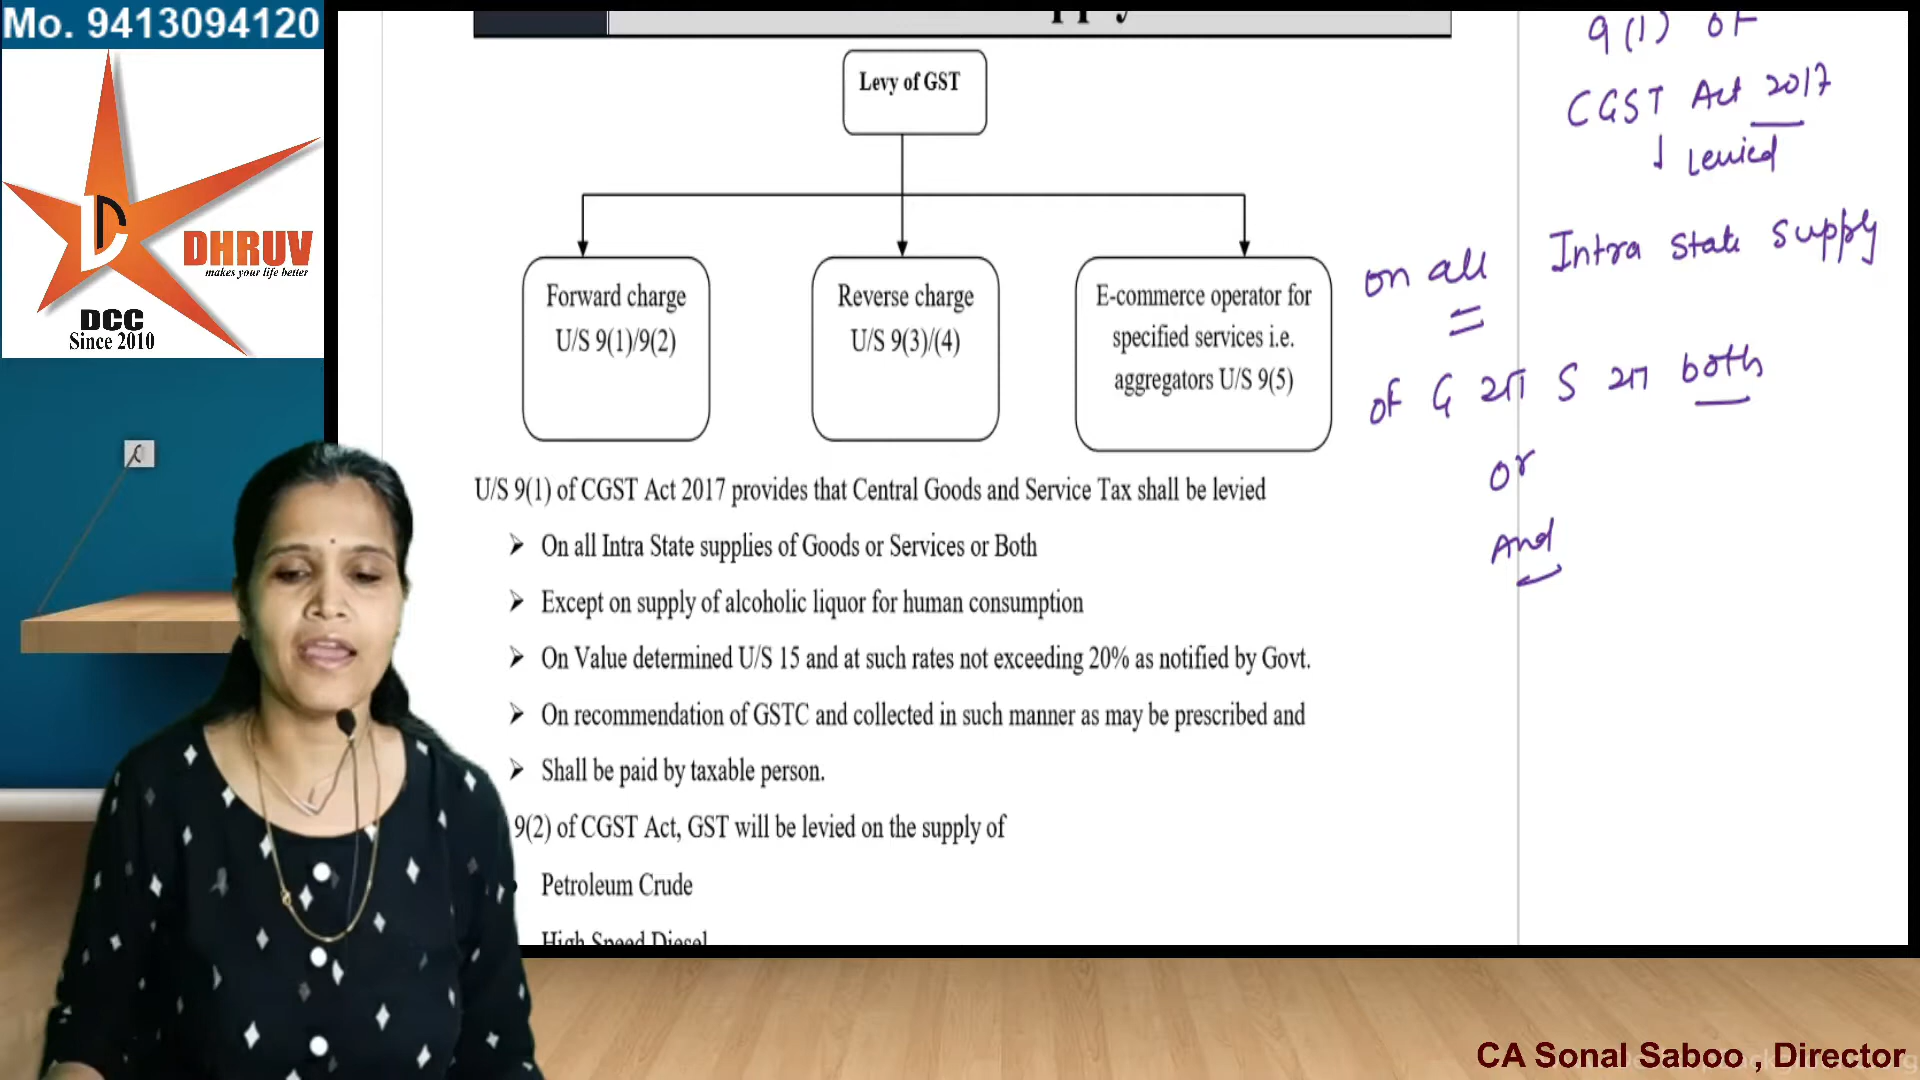 Mo. 9413094120
DHRUV
makes your life better
DCC
Since 2010
Levy of GST
Forward charge
U/S 9(1)/9(2)
Reverse charge
U/S 9(3)/(4)
E-commerce operator for
specified services i.e.
aggregators U/S 9(5)
U/S 9(1) of CGST Act 2017 provides that Central Goods and Service Tax shall be levied
On all Intra State supplies of Goods or Services or Both
Except on supply of alcoholic liquor for human consumption
On Value determined U/S 15 and at such rates not exceeding 20% as notified by Govt.
On recommendation of GSTC and collected in such manner as may be prescribed and
Shall be paid by taxable person.
9(2) of CGST Act, GST will be levied on the supply of
Petroleum Crude
High Speed Diesel
9(1) of
CGST Act 2017
levied
on all Intra State Supply
of G या S या both
or
And
CA Sonal Saboo , Director